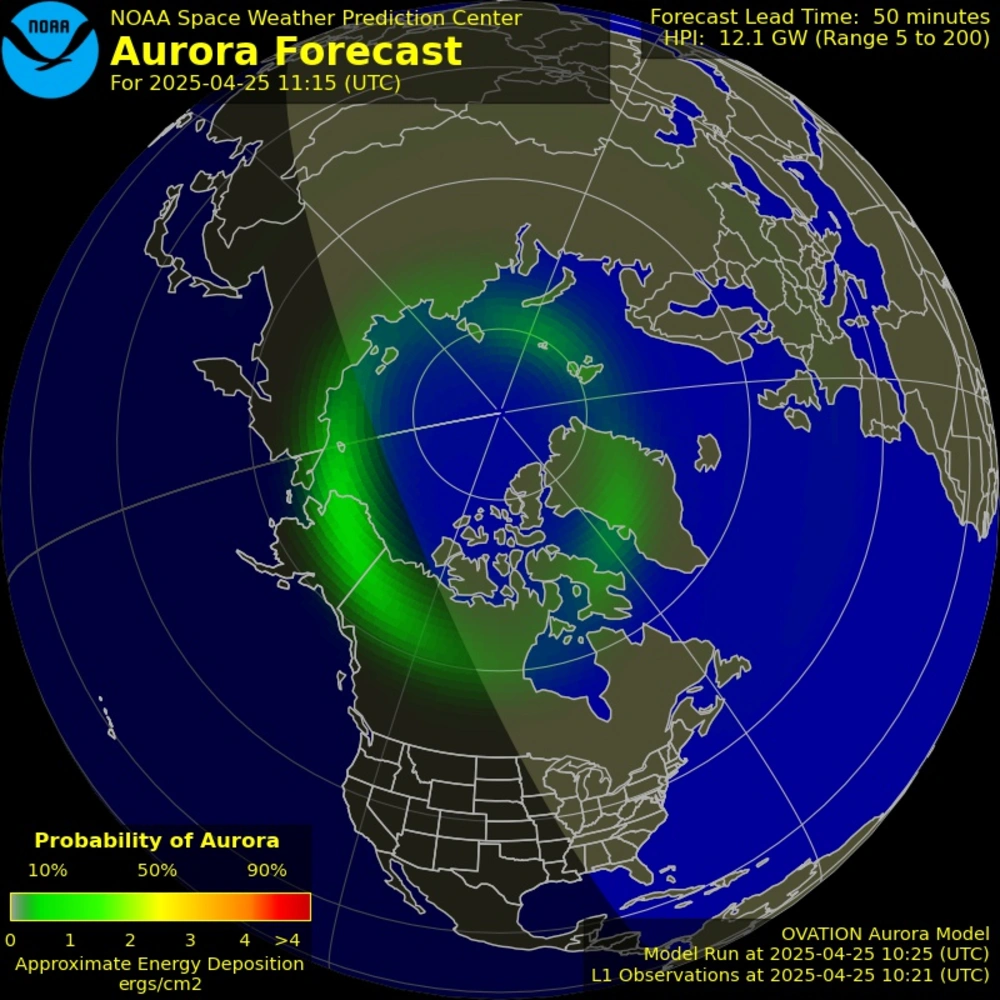 NOAA
NOAA Space Weather Prediction Center
Aurora Forecast
For 2025-04-25 11:15 (UTC)
Forecast Lead Time: 50 minutes
HPI: 12.1 GW (Range 5 to 200)
Probability of Aurora
10% 50% 90%
0 1 2 3 4 >4
Approximate Energy Deposition
ergs/cm2
OVATION Aurora Model
Model Run at 2025-04-25 10:25 (UTC)
L1 Observations at 2025-04-25 10:21 (UTC)